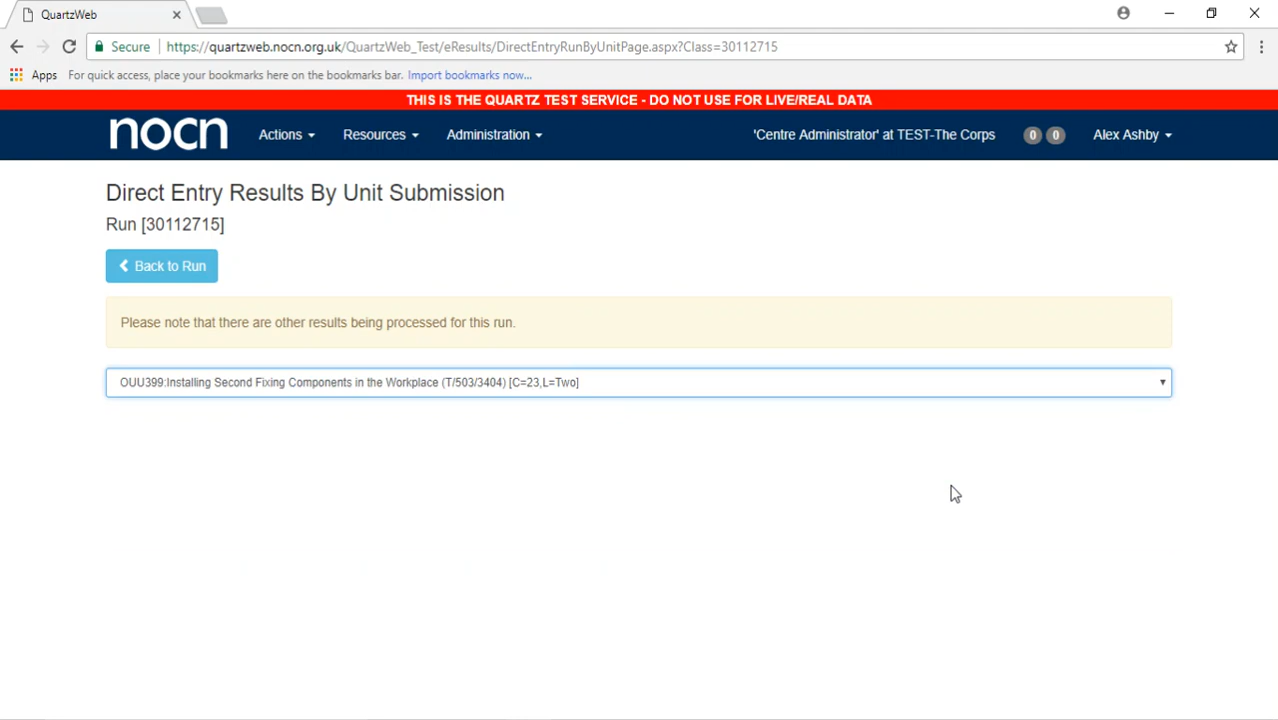 QuartzWeb
Secure https://quartzweb.nocn.org.uk/QuartzWeb_Test/eResults/DirectEntryRunByUnitPage.aspx?Class=30112715
Apps For quick access, place your bookmarks here on the bookmarks bar. Import bookmarks now...
THIS IS THE QUARTZ TEST SERVICE - DO NOT USE FOR LIVE/REAL DATA
nocn Actions Resources Administration 'Centre Administrator' at TEST-The Corps 0 0 Alex Ashby
Direct Entry Results By Unit Submission
Run [30112715]
Back to Run
Please note that there are other results being processed for this run.
OUU399:Installing Second Fixing Components in the Workplace (T/503/3404) [C=23,L=Two]